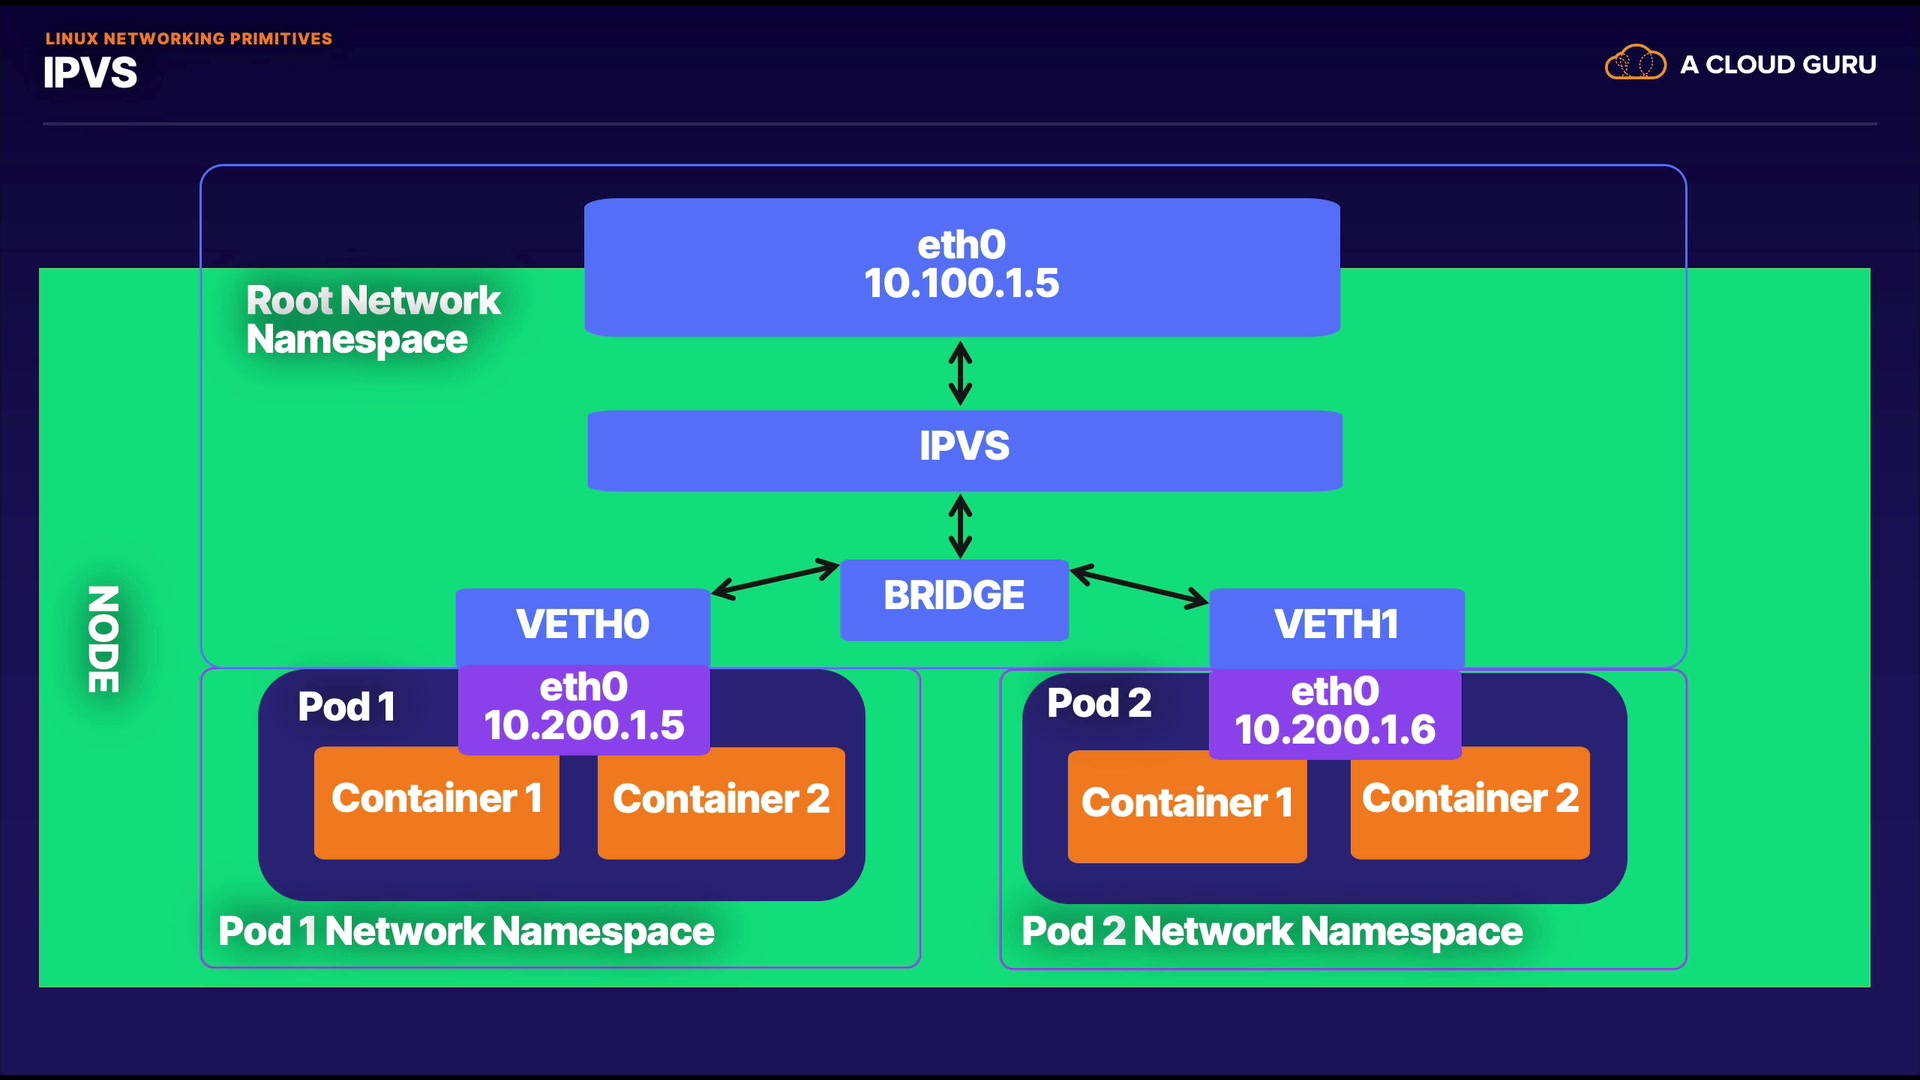 LINUX NETWORKING PRIMITIVES
IPVS
A CLOUD GURU
eth0
10.100.1.5
Root Network
Namespace
IPVS
BRIDGE
VETH0
VETH1
NODE
Pod 1
eth0
10.200.1.5
Container 1
Container 2
Pod 1 Network Namespace
Pod 2
eth0
10.200.1.6
Container 1
Container 2
Pod 2 Network Namespace